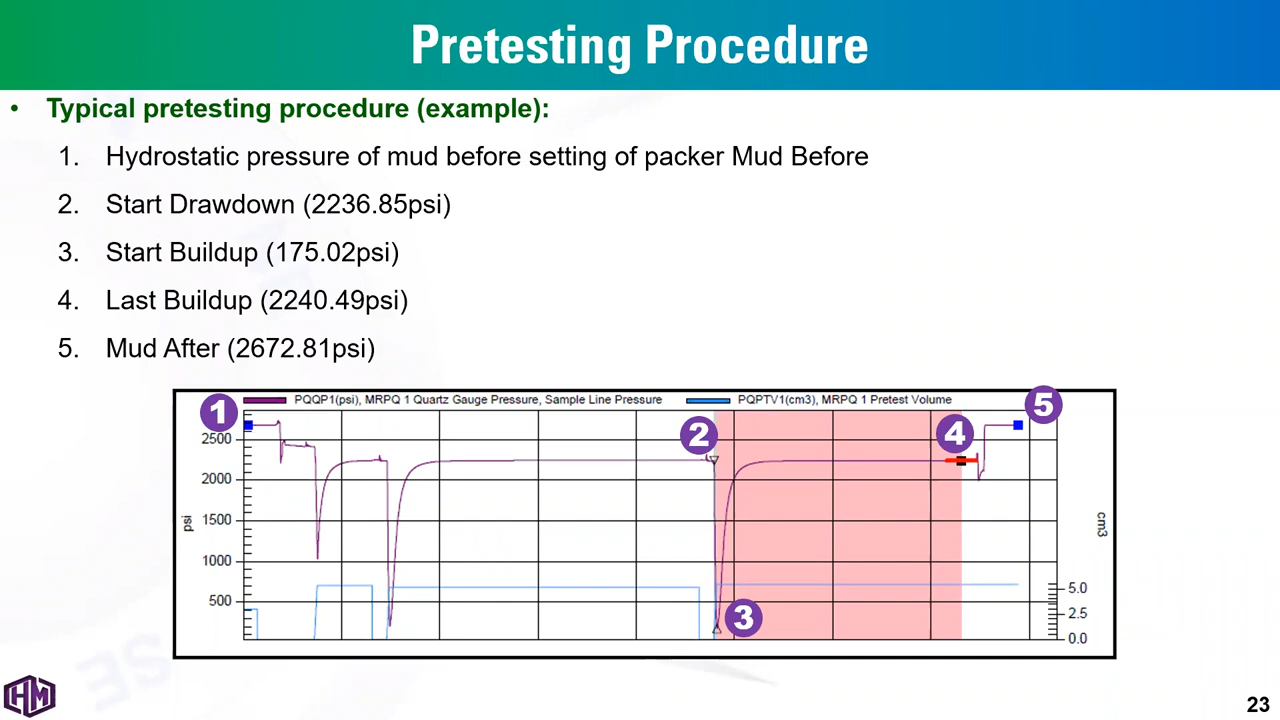 Pretesting Procedure
• Typical pretesting procedure (example):
1. Hydrostatic pressure of mud before setting of packer Mud Before
2. Start Drawdown (2236.85psi)
3. Start Buildup (175.02psi)
4. Last Buildup (2240.49psi)
5. Mud After (2672.81psi)
PQQP1(psi), MRPQ 1 Quartz Gauge Pressure, Sample Line Pressure
PQPTV1(cm3), MRPQ 1 Pretest Volume
1
2
3
4
5
2500
2000
1500
1000
500
psi
cm3
5.0
2.5
0.0
SE
HM
23